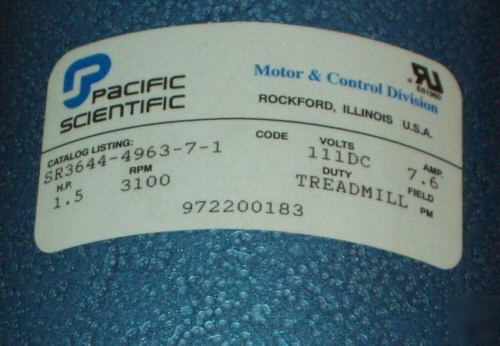 PACIFIC
SCIENTIFIC
Motor & Control Division
E61960
ROCKFORD, ILLINOIS U.S.A.
CATALOG LISTING: CODE VOLTS AMP.
SR3644-4963-7-1 111DC 7.6
H.P. RPM DUTY FIELD
1.5 3100 TREADMILL PM
972200183